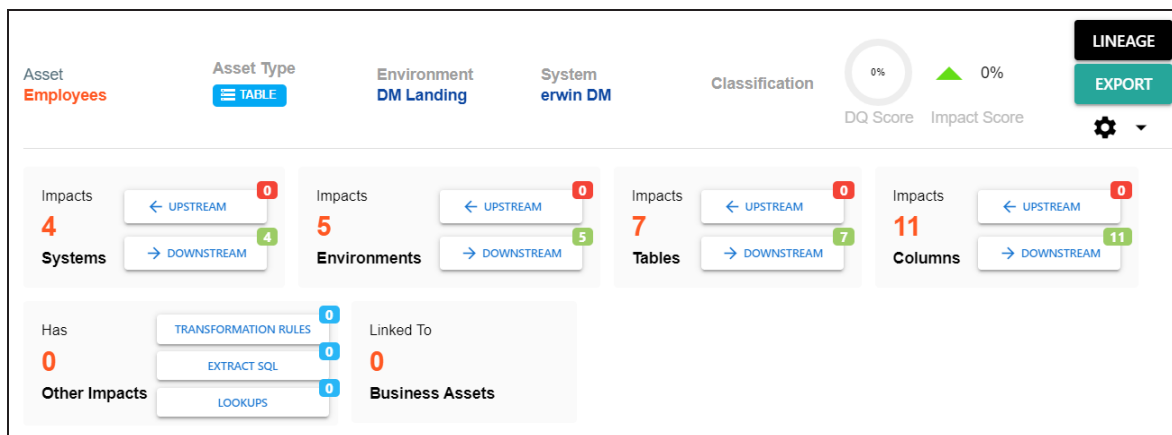 Asset
Employees
Asset Type
TABLE
Environment
DM Landing
System
erwin DM
Classification
0%
DQ Score
0%
Impact Score
LINEAGE
EXPORT
Impacts
4
Systems
UPSTREAM
0
DOWNSTREAM
4
Impacts
5
Environments
UPSTREAM
0
DOWNSTREAM
5
Impacts
7
Tables
UPSTREAM
0
DOWNSTREAM
7
Impacts
11
Columns
UPSTREAM
0
DOWNSTREAM
11
Has
0
Other Impacts
TRANSFORMATION RULES
0
EXTRACT SQL
0
LOOKUPS
0
Linked To
0
Business Assets